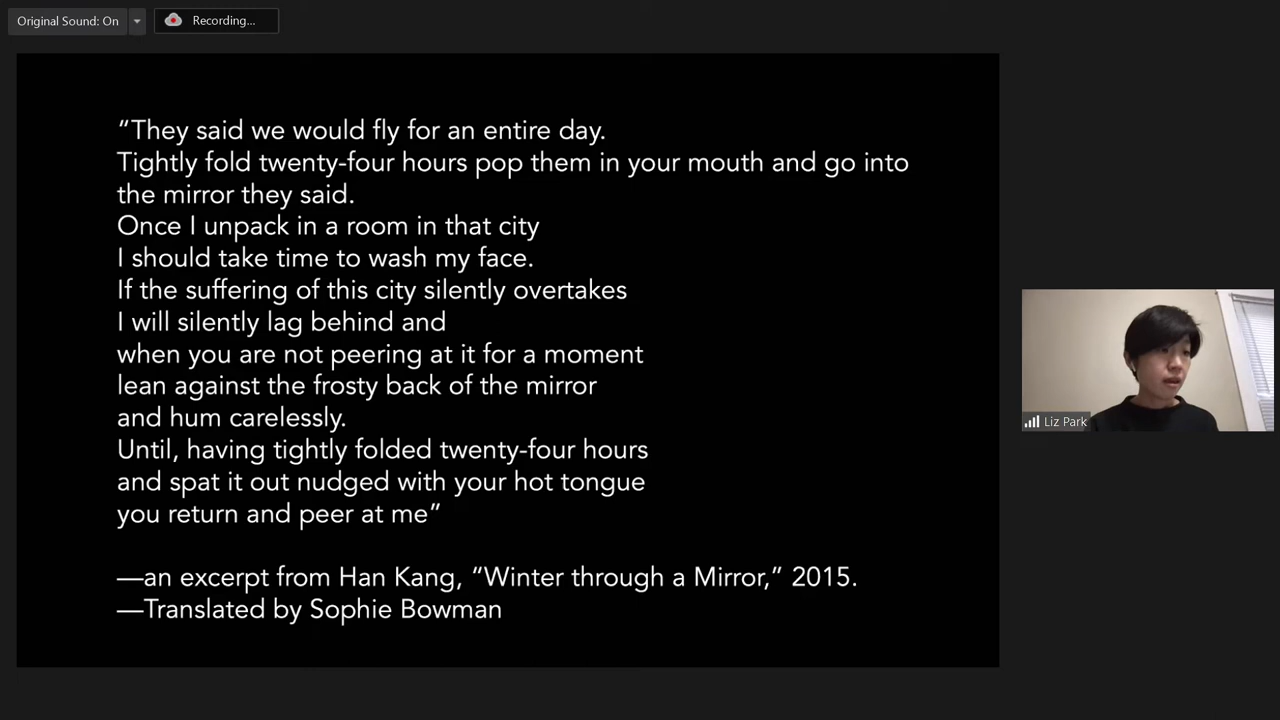 Original Sound: On
Recording...
“They said we would fly for an entire day.
Tightly fold twenty-four hours pop them in your mouth and go into
the mirror they said.
Once I unpack in a room in that city
I should take time to wash my face.
If the suffering of this city silently overtakes
I will silently lag behind and
when you are not peering at it for a moment
lean against the frosty back of the mirror
and hum carelessly.
Until, having tightly folded twenty-four hours
and spat it out nudged with your hot tongue
you return and peer at me”
—an excerpt from Han Kang, “Winter through a Mirror,” 2015.
—Translated by Sophie Bowman
Liz Park